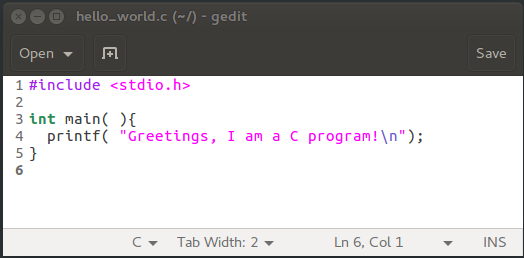 hello_world.c (~/) - gedit
Open Save
1 #include <stdio.h>
2
3 int main( ){
4   printf( "Greetings, I am a C program!\n");
5 }
6
C Tab Width: 2 Ln 6, Col 1 INS